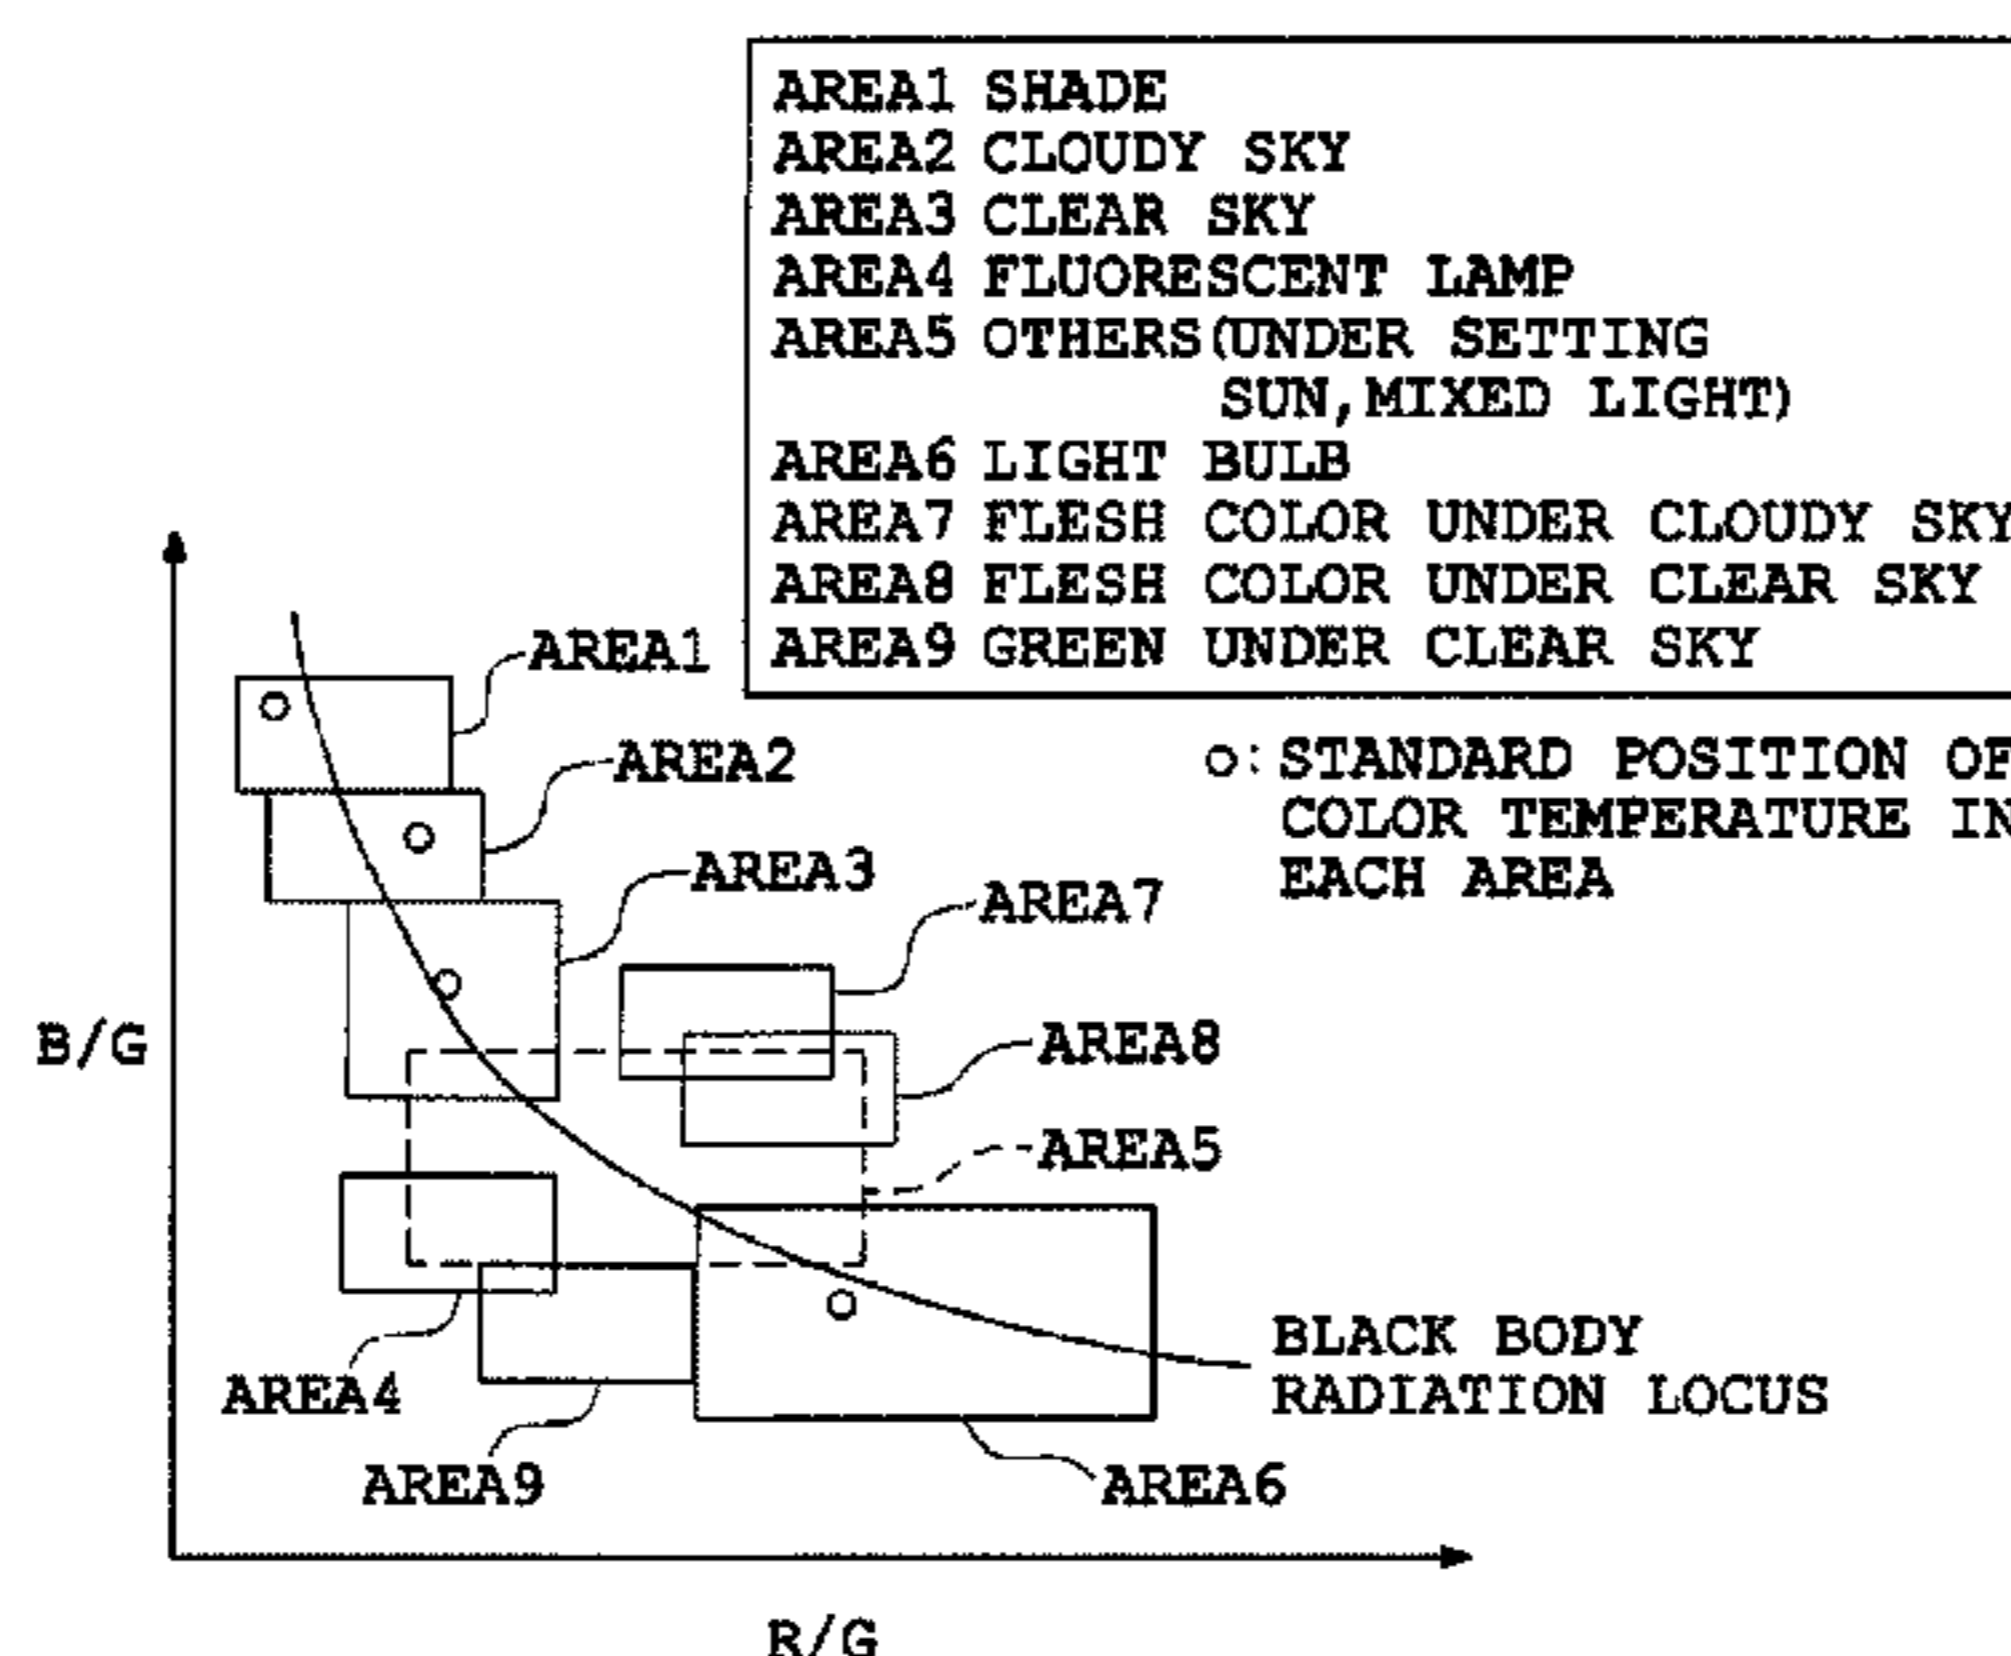 AREA1 SHADE
AREA2 CLOUDY SKY
AREA3 CLEAR SKY
AREA4 FLUORESCENT LAMP
AREA5 OTHERS(UNDER SETTING
SUN,MIXED LIGHT)
AREA6 LIGHT BULB
AREA7 FLESH COLOR UNDER CLOUDY SKY
AREA8 FLESH COLOR UNDER CLEAR SKY
AREA9 GREEN UNDER CLEAR SKY
o: STANDARD POSITION OF
COLOR TEMPERATURE IN
EACH AREA
AREA1
AREA2
AREA3
AREA7
B/G
AREA8
AREA5
BLACK BODY
RADIATION LOCUS
AREA4
AREA9
AREA6
R/G